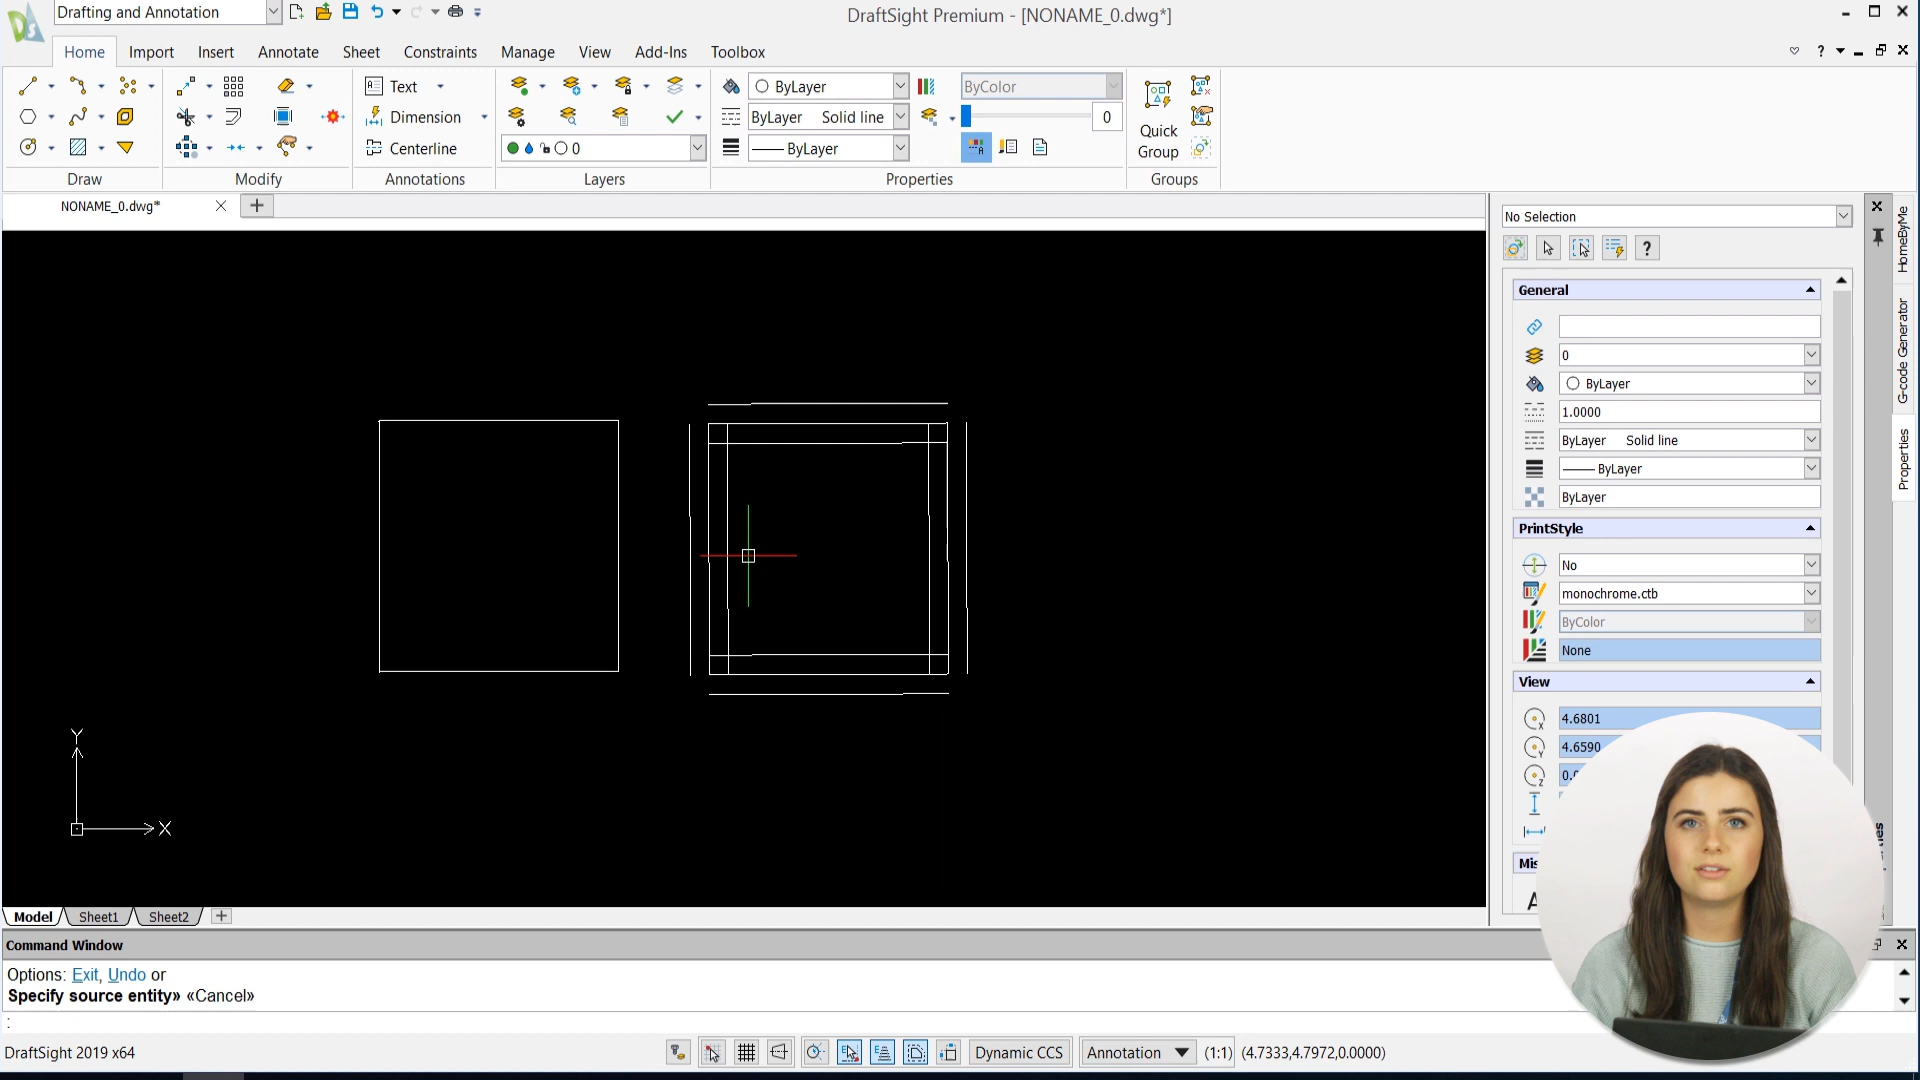 Drafting and Annotation
DraftSight Premium - [NONAME_0.dwg*]
Home Import Insert Annotate Sheet Constraints Manage View Add-Ins Toolbox
Text
Dimension
Centerline
ByLayer
ByLayer Solid line
ByLayer
0
ByColor
0
Quick
Group
Draw Modify Annotations Layers Properties Groups
NONAME_0.dwg*
No Selection
General
0
ByLayer
1.0000
ByLayer Solid line
ByLayer
ByLayer
PrintStyle
No
monochrome.ctb
ByColor
None
View
4.6801
4.6590
HomeByMe
G-code Generator
Properties
Y
X
Model Sheet1 Sheet2
Command Window
Options: Exit, Undo or
Specify source entity» «Cancel»
:
DraftSight 2019 x64
Dynamic CCS
Annotation
(1:1)
(4.7333,4.7972,0.0000)